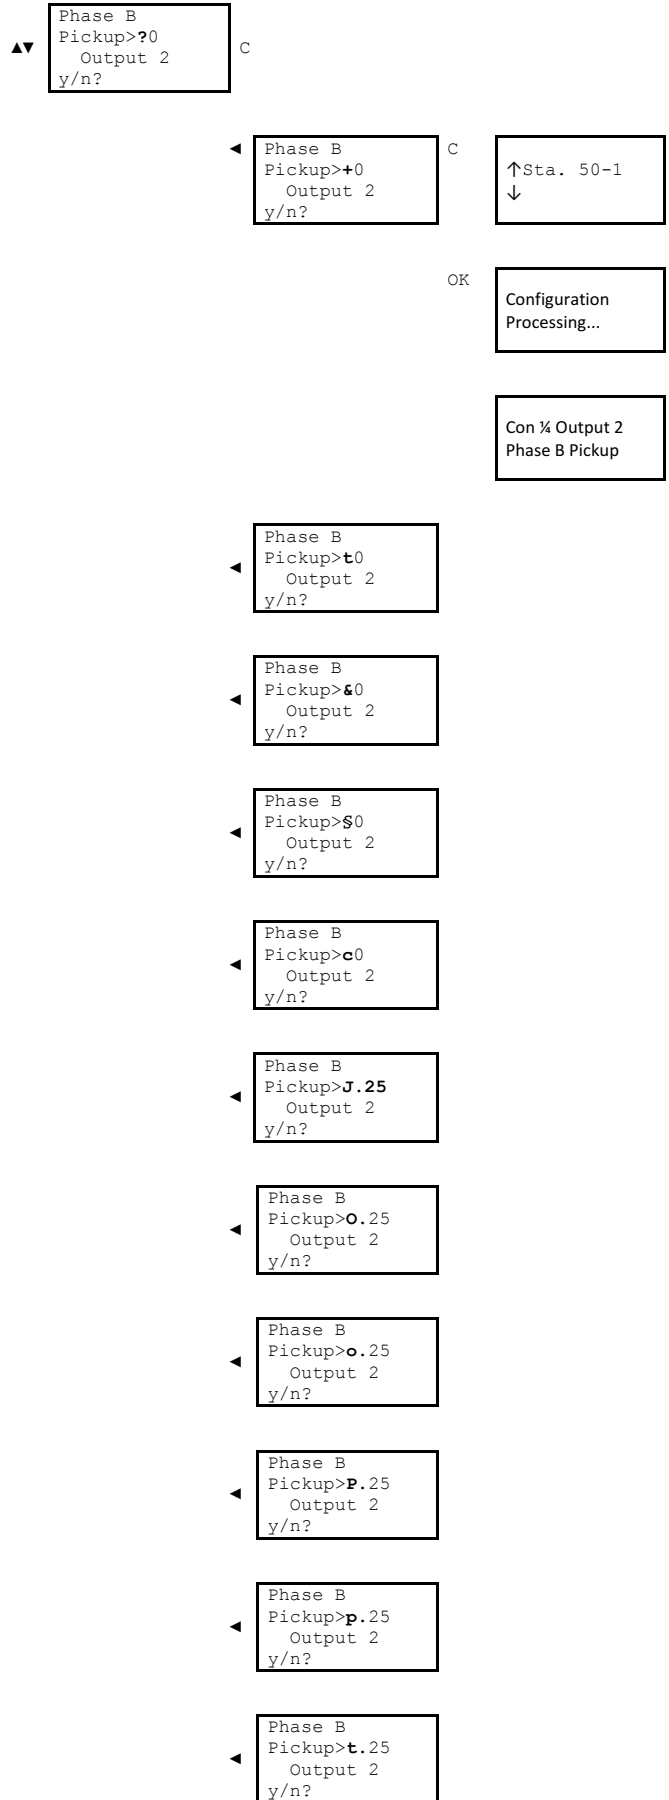 Phase B
▲▼ Pickup>?0 C
Output 2
y/n?
◄ Phase B C
Pickup>+0
Output 2
y/n?
↑Sta. 50-1
↓
OK
Configuration
Processing...
Con ¼ Output 2
Phase B Pickup
Phase B
◄ Pickup>t0
Output 2
y/n?
Phase B
◄ Pickup>&0
Output 2
y/n?
Phase B
◄ Pickup>§0
Output 2
y/n?
Phase B
◄ Pickup>c0
Output 2
y/n?
Phase B
◄ Pickup>J.25
Output 2
y/n?
Phase B
◄ Pickup>O.25
Output 2
y/n?
Phase B
◄ Pickup>o.25
Output 2
y/n?
Phase B
◄ Pickup>P.25
Output 2
y/n?
Phase B
◄ Pickup>p.25
Output 2
y/n?
Phase B
◄ Pickup>t.25
Output 2
y/n?